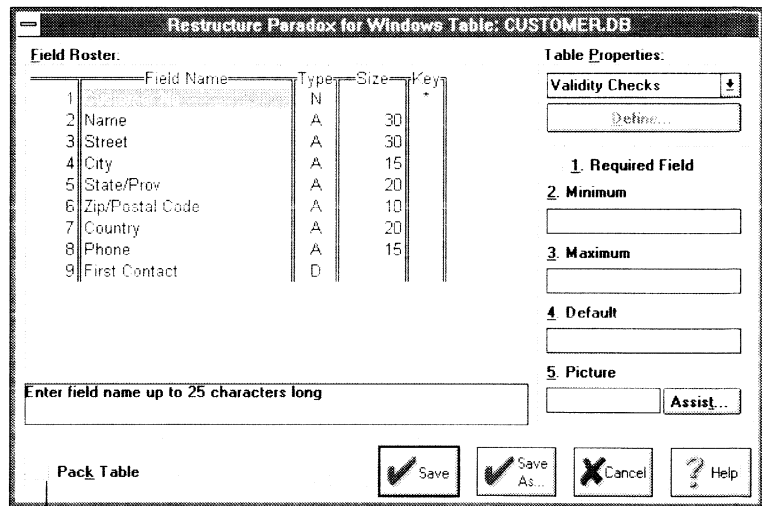 Restructure Paradox for Windows Table: CUSTOMER.DB
Field Roster:
Field Name Type Size Key
1 N *
2 Name A 30
3 Street A 30
4 City A 15
5 State/Prov A 20
6 Zip/Postal Code A 10
7 Country A 20
8 Phone A 15
9 First Contact D
Enter field name up to 25 characters long
Pack Table
Table Properties:
Validity Checks
Define...
1. Required Field
2. Minimum
3. Maximum
4. Default
5. Picture
Assist...
Save
Save
As...
Cancel
? Help